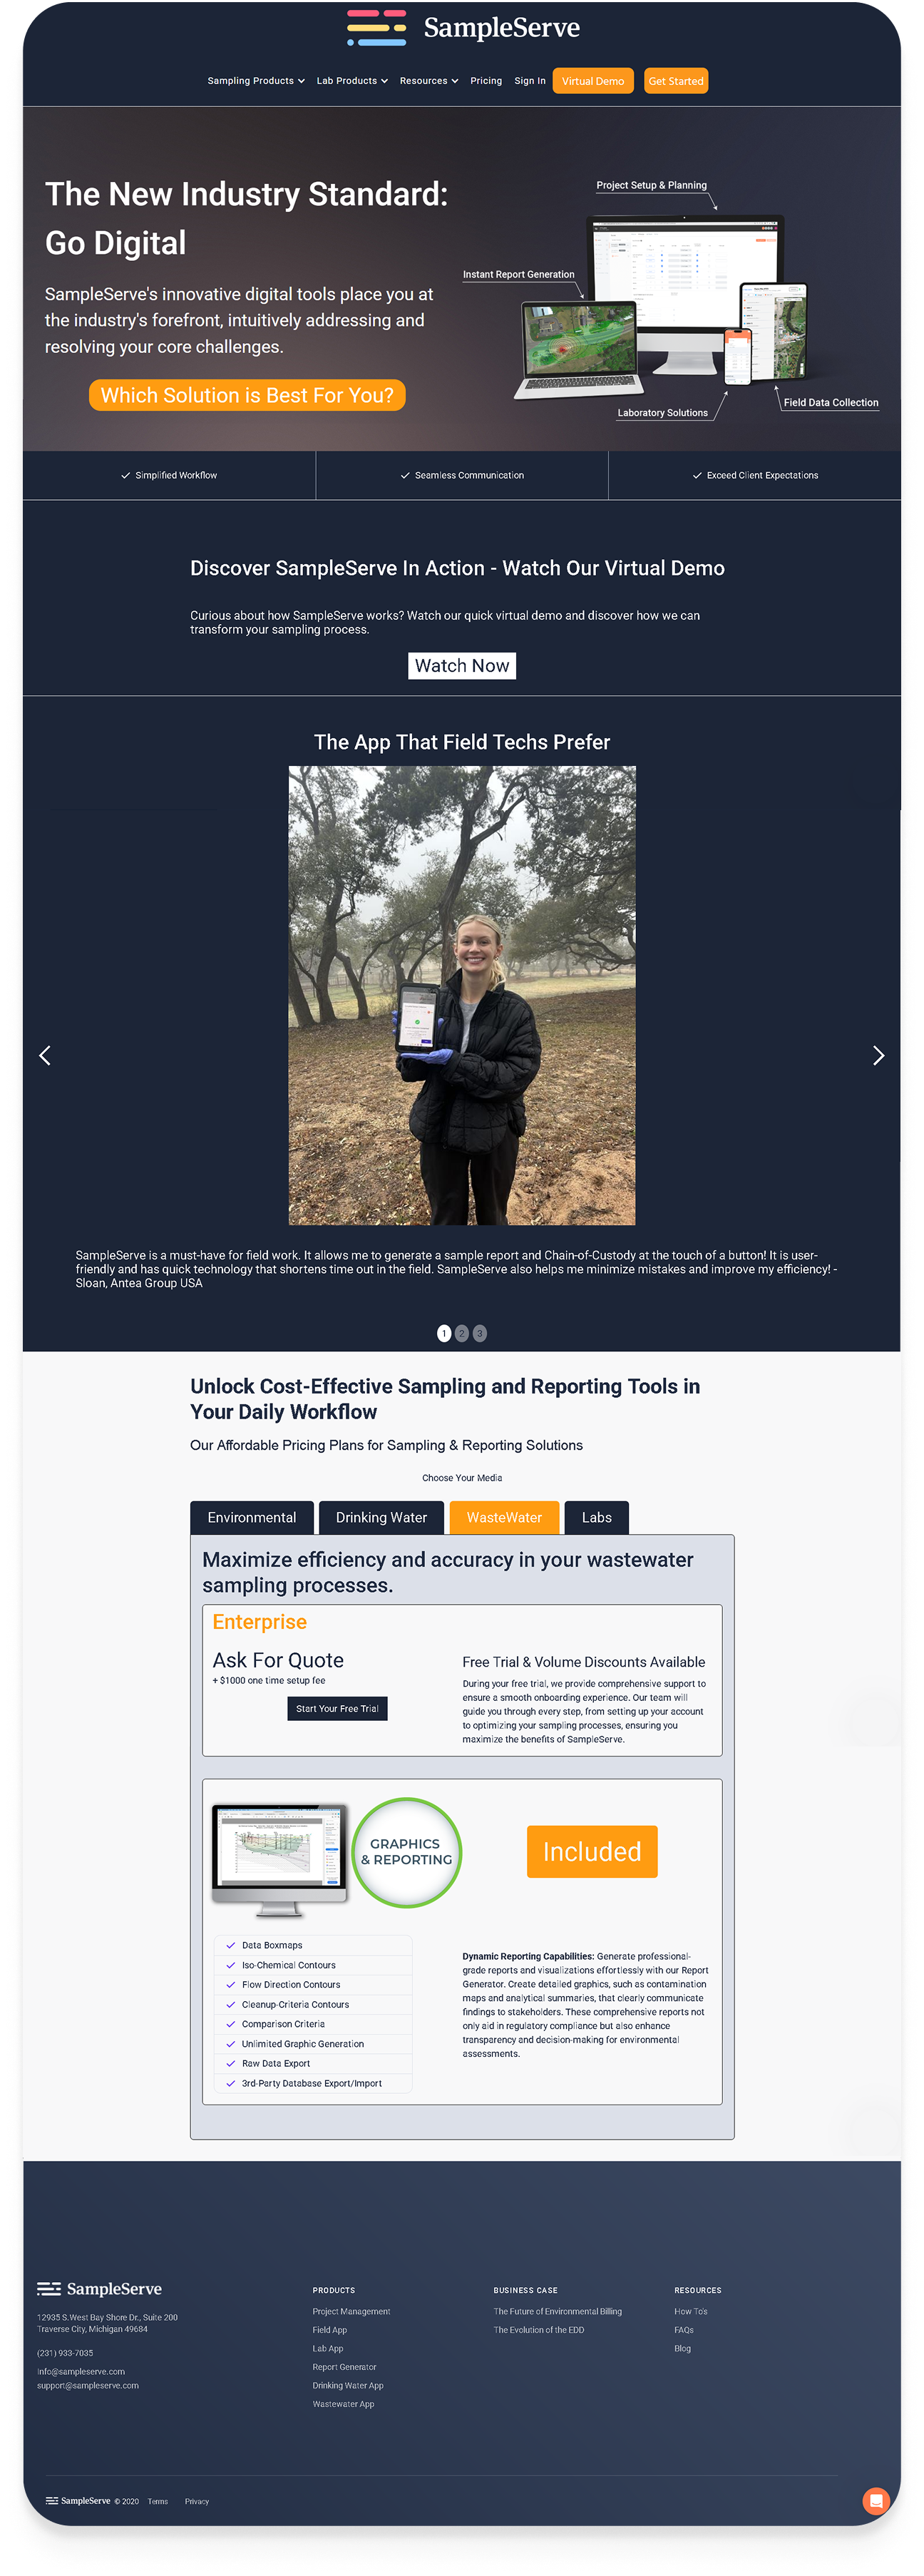 SampleServe
Sampling Products
Lab Products
Resources
Pricing
Sign In
Virtual Demo
Get Started
The New Industry Standard:
Go Digital
SampleServe's innovative digital tools place you at
the industry's forefront, intuitively addressing and
resolving your core challenges.
Which Solution is Best For You?
Project Setup & Planning
Instant Report Generation
Laboratory Solutions
Field Data Collection
Simplified Workflow
Seamless Communication
Exceed Client Expectations
Discover SampleServe In Action - Watch Our Virtual Demo
Curious about how SampleServe works? Watch our quick virtual demo and discover how we can
transform your sampling process.
Watch Now
The App That Field Techs Prefer
SampleServe is a must-have for field work. It allows me to generate a sample report and Chain-of-Custody at the touch of a button! It is user-
friendly and has quick technology that shortens time out in the field. SampleServe also helps me minimize mistakes and improve my efficiency! -
Sloan, Antea Group USA
1 2 3
Unlock Cost-Effective Sampling and Reporting Tools in
Your Daily Workflow
Our Affordable Pricing Plans for Sampling & Reporting Solutions
Choose Your Media
Environmental
Drinking Water
WasteWater
Labs
Maximize efficiency and accuracy in your wastewater
sampling processes.
Enterprise
Ask For Quote
+ $1000 one time setup fee
Start Your Free Trial
Free Trial & Volume Discounts Available
During your free trial, we provide comprehensive support to
ensure a smooth onboarding experience. Our team will
guide you through every step, from setting up your account
to optimizing your sampling processes, ensuring you
maximize the benefits of SampleServe.
GRAPHICS
& REPORTING
Included
Data Boxmaps
Iso-Chemical Contours
Flow Direction Contours
Cleanup-Criteria Contours
Comparison Criteria
Unlimited Graphic Generation
Raw Data Export
3rd-Party Database Export/Import
Dynamic Reporting Capabilities: Generate professional-
grade reports and visualizations effortlessly with our Report
Generator. Create detailed graphics, such as contamination
maps and analytical summaries, that clearly communicate
findings to stakeholders. These comprehensive reports not
only aid in regulatory compliance but also enhance
transparency and decision-making for environmental
assessments.
SampleServe
12935 S.West Bay Shore Dr., Suite 200
Traverse City, Michigan 49684
(231) 933-7035
info@sampleserve.com
support@sampleserve.com
PRODUCTS
Project Management
Field App
Lab App
Report Generator
Drinking Water App
Wastewater App
BUSINESS CASE
The Future of Environmental Billing
The Evolution of the EDD
RESOURCES
How To's
FAQs
Blog
SampleServe © 2020 Terms Privacy